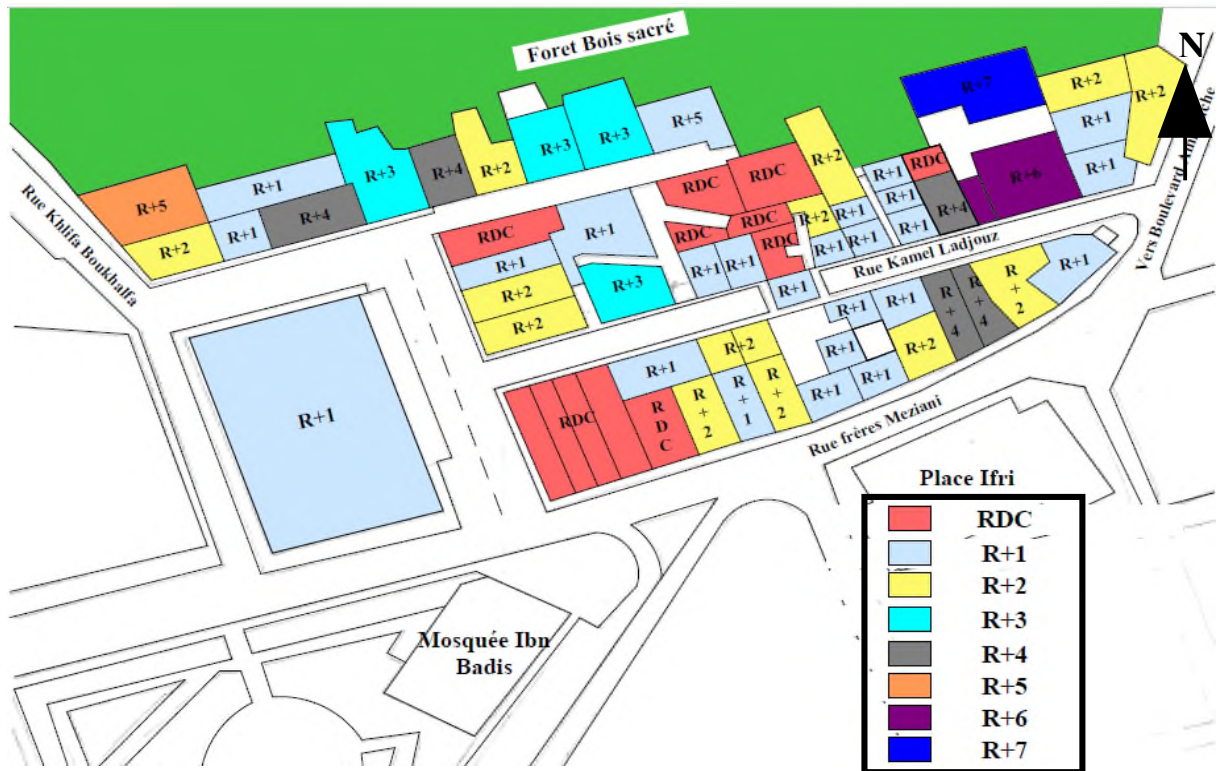 Foret Bois sacré
N
R+7
R+2
R+2
R+5
R+3
R+3
R+2
R+4
R+3
R+1
R+5
R+4
R+1
R+2
R+2
RDC
RDC
R+1
RDC
R+1
R+1
R+6
R+1
R+1
R+4
RDC
RDC
RDC
R+2
R+1
R+1
R+1
R+1
RDC
R+1
R+1
R+1
R+2
R+2
R+3
R+1
R+1
Rue Khlifa Boukhalfa
Rue Kamel Ladjouz
Vers Boulevard
R+1
R+1
R+1
R+1
R+1
R+1
R+2
R+4
R+4
R+2
R+1
R+1
R+2
RDC
RDC
R+2
R+1
R+2
R+1
Rue frères Meziani
Place Ifri
RDC
R+1
R+2
R+3
R+4
R+5
R+6
R+7
Mosquée Ibn
Badis